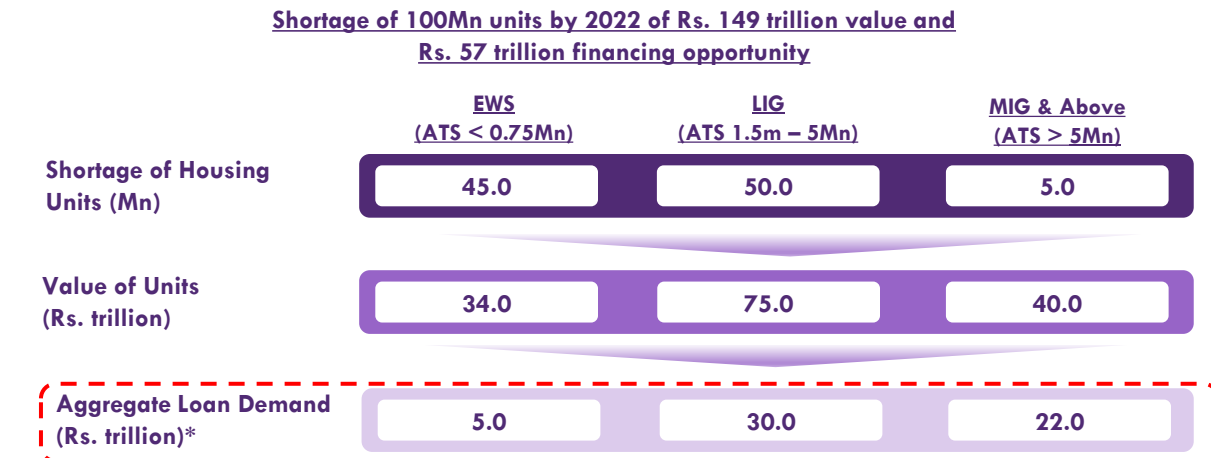 Shortage of 100Mn units by 2022 of Rs. 149 trillion value and
Rs. 57 trillion financing opportunity
EWS
(ATS < 0.75Mn)
LIG
(ATS 1.5m – 5Mn)
MIG & Above
(ATS > 5Mn)
Shortage of Housing
Units (Mn)
45.0
50.0
5.0
Value of Units
(Rs. trillion)
34.0
75.0
40.0
Aggregate Loan Demand
(Rs. trillion)*
5.0
30.0
22.0